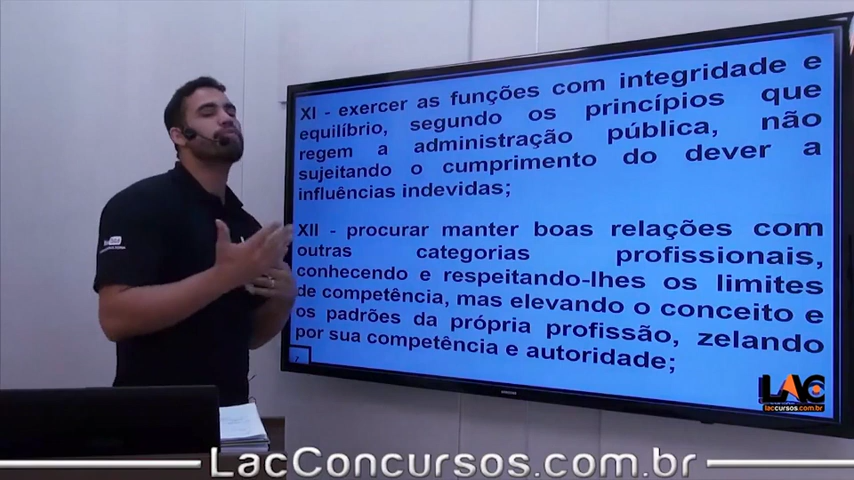 XI - exercer as funções com integridade e
equilíbrio, segundo os princípios que
regem a administração pública, não
sujeitando o cumprimento do dever a
influências indevidas;
XII - procurar manter boas relações com
outras categorias profissionais,
conhecendo e respeitando-lhes os limites
de competência, mas elevando o conceito e
os padrões da própria profissão, zelando
por sua competência e autoridade;
LAC
laccursos.com.br
LacConcursos.com.br